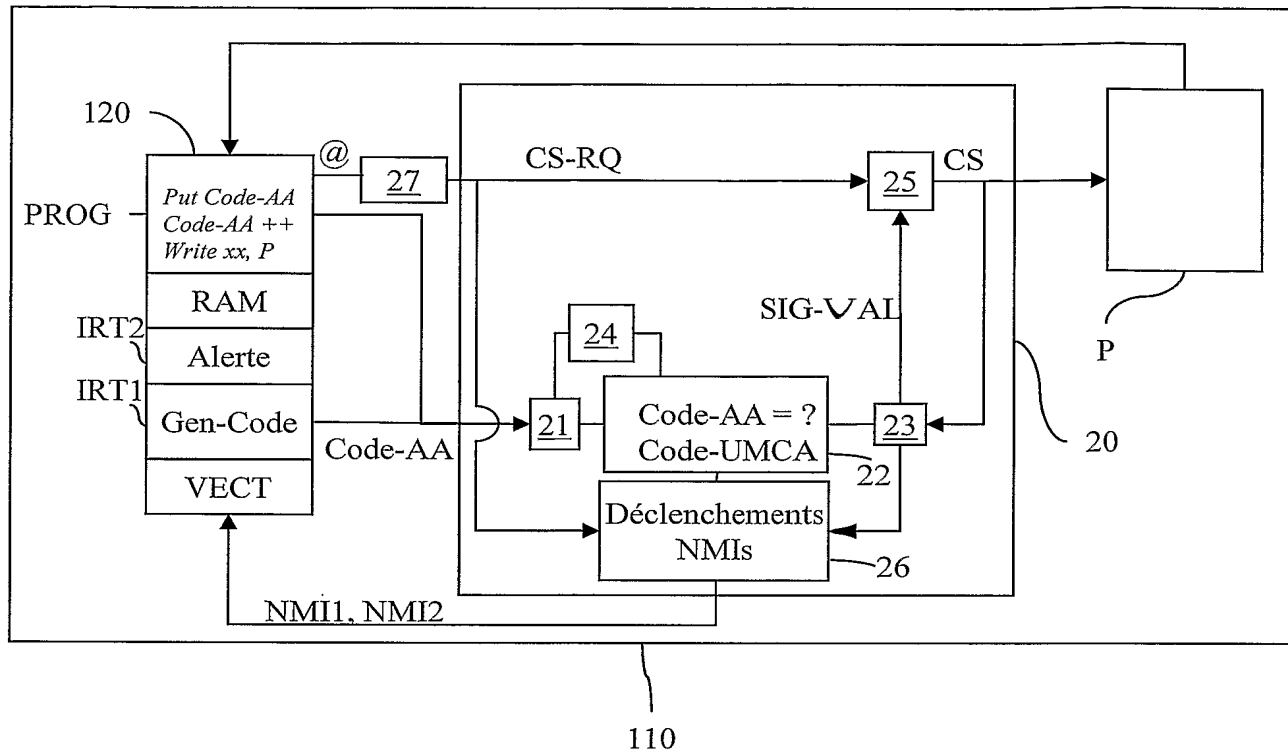 120
@
27
CS-RQ
25
CS
PROG
Put Code-AA
Code-AA ++
Write xx, P
RAM
IRT2
Alerte
IRT1
Gen-Code
Code-AA
VECT
24
SIG-VAL
P
21
Code-AA = ?
Code-UMCA
23
20
22
Déclenchements
NMIs
26
NMI1, NMI2
110